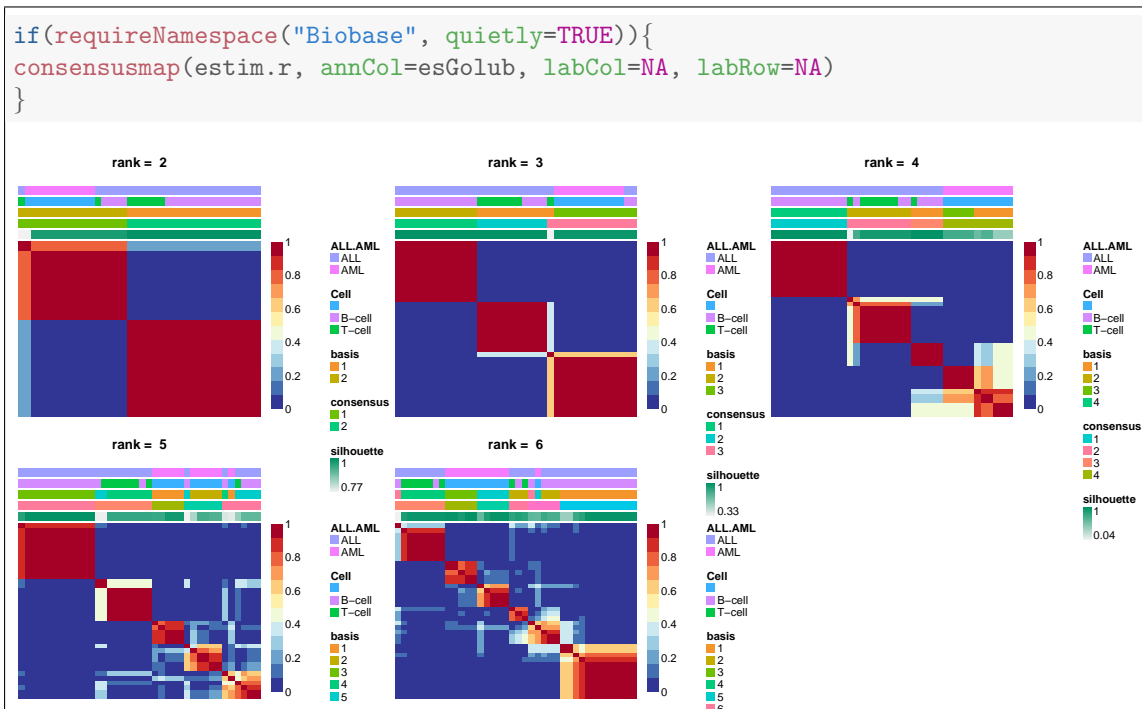 if(requireNamespace("Biobase", quietly=TRUE)){
consensusmap(estim.r, annCol=esGolub, labCol=NA, labRow=NA)
}
rank = 2
1
0.8
0.6
0.4
0.2
0
ALL.AML
ALL
AML
Cell
B−cell
T−cell
basis
1
2
consensus
1
2
silhouette
1
0.77
rank = 3
1
0.8
0.6
0.4
0.2
0
ALL.AML
ALL
AML
Cell
B−cell
T−cell
basis
1
2
3
consensus
1
2
3
silhouette
1
0.33
rank = 4
1
0.8
0.6
0.4
0.2
0
ALL.AML
ALL
AML
Cell
B−cell
T−cell
basis
1
2
3
4
consensus
1
2
3
4
silhouette
1
0.04
rank = 5
1
0.8
0.6
0.4
0.2
0
ALL.AML
ALL
AML
Cell
B−cell
T−cell
basis
1
2
3
4
5
rank = 6
1
0.8
0.6
0.4
0.2
0
ALL.AML
ALL
AML
Cell
B−cell
T−cell
basis
1
2
3
4
5
6